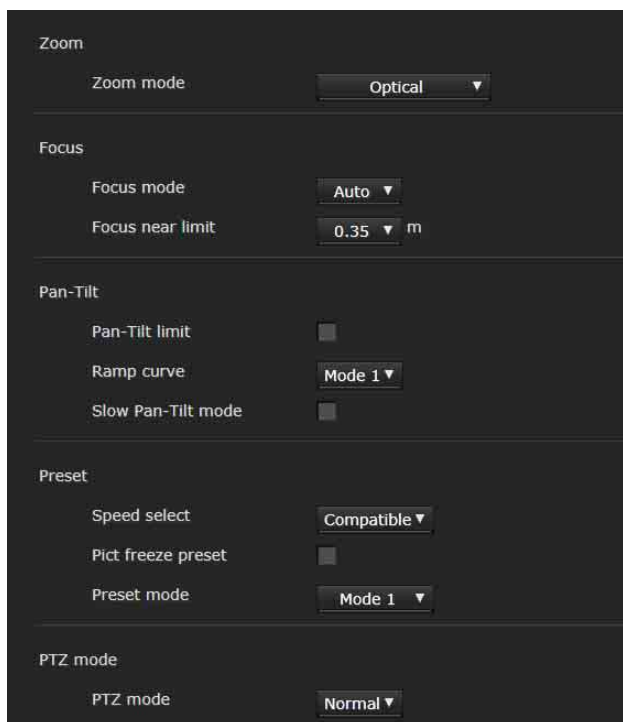 Zoom
Zoom mode Optical ▼
Focus
Focus mode Auto ▼
Focus near limit 0.35 ▼ m
Pan-Tilt
Pan-Tilt limit
Ramp curve Mode 1 ▼
Slow Pan-Tilt mode
Preset
Speed select Compatible ▼
Pict freeze preset
Preset mode Mode 1 ▼
PTZ mode
PTZ mode Normal ▼